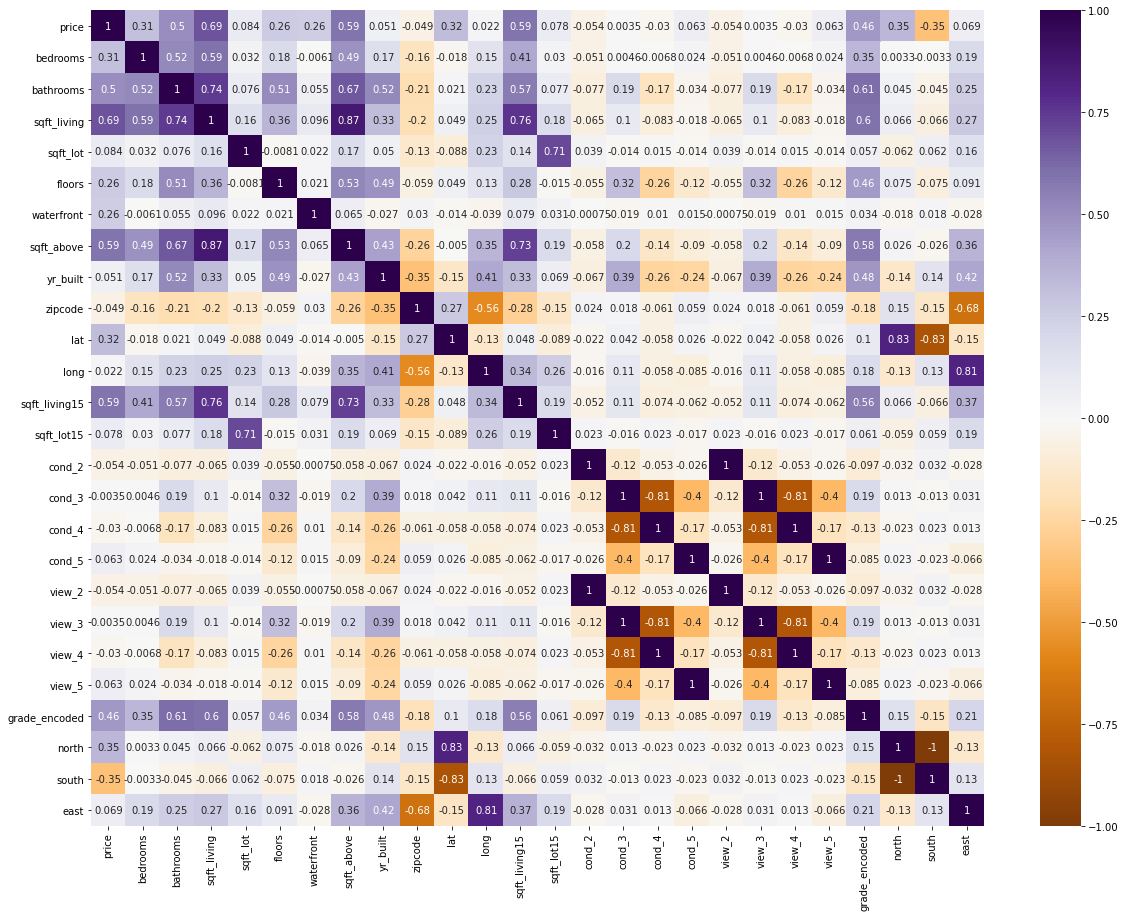 price 1 0.31 0.5 0.69 0.084 0.26 0.26 0.59 0.051 -0.049 0.32 0.022 0.59 0.078 -0.054 0.0035 -0.03 0.063 -0.054 0.0035 -0.03 0.063 0.46 0.35 -0.35 0.069
bedrooms 0.31 1 0.52 0.59 0.032 0.18 -0.0061 0.49 0.17 -0.16 -0.018 0.15 0.41 0.03 -0.051 0.0046 -0.0068 0.024 -0.051 0.0046 -0.0068 0.024 0.35 0.0033 -0.0033 0.19
bathrooms 0.5 0.52 1 0.74 0.076 0.51 0.055 0.67 0.52 -0.21 0.021 0.23 0.57 0.077 -0.077 0.19 -0.17 -0.034 -0.077 0.19 -0.17 -0.034 0.61 0.045 -0.045 0.25
sqft_living 0.69 0.59 0.74 1 0.16 0.36 0.096 0.87 0.33 -0.2 0.049 0.25 0.76 0.18 -0.065 0.1 -0.083 -0.018 -0.065 0.1 -0.083 -0.018 0.6 0.066 -0.066 0.27
sqft_lot 0.084 0.032 0.076 0.16 1 -0.0081 0.022 0.17 0.05 -0.13 -0.088 0.23 0.14 0.71 0.039 -0.014 0.015 -0.014 0.039 -0.014 0.015 -0.014 0.057 -0.062 0.062 0.16
floors 0.26 0.18 0.51 0.36 -0.0081 1 0.021 0.53 0.49 -0.059 0.049 0.13 0.28 -0.015 -0.055 0.32 -0.26 -0.12 -0.055 0.32 -0.26 -0.12 0.46 0.075 -0.075 0.091
waterfront 0.26 -0.0061 0.055 0.096 0.022 0.021 1 0.065 -0.027 0.03 -0.014 -0.039 0.079 0.031 -0.00075 -0.019 0.01 0.015 -0.00075 -0.019 0.01 0.015 0.034 -0.018 0.018 -0.028
sqft_above 0.59 0.49 0.67 0.87 0.17 0.53 0.065 1 0.43 -0.26 -0.005 0.35 0.73 0.19 -0.058 0.2 -0.14 -0.09 -0.058 0.2 -0.14 -0.09 0.58 0.026 -0.026 0.36
yr_built 0.051 0.17 0.52 0.33 0.05 0.49 -0.027 0.43 1 -0.35 -0.15 0.41 0.33 0.069 -0.067 0.39 -0.26 -0.24 -0.067 0.39 -0.26 -0.24 0.48 -0.14 0.14 0.42
zipcode -0.049 -0.16 -0.21 -0.2 -0.13 -0.059 0.03 -0.26 -0.35 1 0.27 -0.56 -0.28 -0.15 0.024 0.018 -0.061 0.059 0.024 0.018 -0.061 0.059 -0.18 0.15 -0.15 -0.68
lat 0.32 -0.018 0.021 0.049 -0.088 0.049 -0.014 -0.005 -0.15 0.27 1 -0.13 0.048 -0.089 -0.022 0.042 -0.058 0.026 -0.022 0.042 -0.058 0.026 0.1 0.83 -0.83 -0.15
long 0.022 0.15 0.23 0.25 0.23 0.13 -0.039 0.35 0.41 -0.56 -0.13 1 0.34 0.26 -0.016 0.11 -0.058 -0.085 -0.016 0.11 -0.058 -0.085 0.18 -0.13 0.13 0.81
sqft_living15 0.59 0.41 0.57 0.76 0.14 0.28 0.079 0.73 0.33 -0.28 0.048 0.34 1 0.19 -0.052 0.11 -0.074 -0.062 -0.052 0.11 -0.074 -0.062 0.56 0.066 -0.066 0.37
sqft_lot15 0.078 0.03 0.077 0.18 0.71 -0.015 0.031 0.19 0.069 -0.15 -0.089 0.26 0.19 1 0.023 -0.016 0.023 -0.017 0.023 -0.016 0.023 -0.017 0.061 -0.059 0.059 0.19
cond_2 -0.054 -0.051 -0.077 -0.065 0.039 -0.055 -0.00075 -0.058 -0.067 0.024 -0.022 -0.016 -0.052 0.023 1 -0.12 -0.053 -0.026 1 -0.12 -0.053 -0.026 -0.097 -0.032 0.032 -0.028
cond_3 0.0035 0.0046 0.19 0.1 -0.014 0.32 -0.019 0.2 0.39 0.018 0.042 0.11 0.11 -0.016 -0.12 1 -0.81 -0.4 -0.12 1 -0.81 -0.4 0.19 0.013 -0.013 0.031
cond_4 -0.03 -0.0068 -0.17 -0.083 0.015 -0.26 0.01 -0.14 -0.26 -0.061 -0.058 -0.058 -0.074 0.023 -0.053 -0.81 1 -0.17 -0.053 -0.81 1 -0.17 -0.13 -0.023 0.023 0.013
cond_5 0.063 0.024 -0.034 -0.018 -0.014 -0.12 0.015 -0.09 -0.24 0.059 0.026 -0.085 -0.062 -0.017 -0.026 -0.4 -0.17 1 -0.026 -0.4 -0.17 1 -0.085 0.023 -0.023 -0.066
view_2 -0.054 -0.051 -0.077 -0.065 0.039 -0.055 -0.00075 -0.058 -0.067 0.024 -0.022 -0.016 -0.052 0.023 1 -0.12 -0.053 -0.026 1 -0.12 -0.053 -0.026 -0.097 -0.032 0.032 -0.028
view_3 0.0035 0.0046 0.19 0.1 -0.014 0.32 -0.019 0.2 0.39 0.018 0.042 0.11 0.11 -0.016 -0.12 1 -0.81 -0.4 -0.12 1 -0.81 -0.4 0.19 0.013 -0.013 0.031
view_4 -0.03 -0.0068 -0.17 -0.083 0.015 -0.26 0.01 -0.14 -0.26 -0.061 -0.058 -0.058 -0.074 0.023 -0.053 -0.81 1 -0.17 -0.053 -0.81 1 -0.17 -0.13 -0.023 0.023 0.013
view_5 0.063 0.024 -0.034 -0.018 -0.014 -0.12 0.015 -0.09 -0.24 0.059 0.026 -0.085 -0.062 -0.017 -0.026 -0.4 -0.17 1 -0.026 -0.4 -0.17 1 -0.085 0.023 -0.023 -0.066
grade_encoded 0.46 0.35 0.61 0.6 0.057 0.46 0.034 0.58 0.48 -0.18 0.1 0.18 0.56 0.061 -0.097 0.19 -0.13 -0.085 -0.097 0.19 -0.13 -0.085 1 0.15 -0.15 0.21
north 0.35 0.0033 0.045 0.066 -0.062 0.075 -0.018 0.026 -0.14 0.15 0.83 -0.13 0.066 -0.059 -0.032 0.013 -0.023 0.023 -0.032 0.013 -0.023 0.023 0.15 1 -1 -0.13
south -0.35 -0.0033 -0.045 -0.066 0.062 -0.075 0.018 -0.026 0.14 -0.15 -0.83 0.13 -0.066 0.059 0.032 -0.013 0.023 -0.023 0.032 -0.013 0.023 -0.023 -0.15 -1 1 0.13
east 0.069 0.19 0.25 0.27 0.16 0.091 -0.028 0.36 0.42 -0.68 -0.15 0.81 0.37 0.19 -0.028 0.031 0.013 -0.066 -0.028 0.031 0.013 -0.066 0.21 -0.13 0.13 1
price bedrooms bathrooms sqft_living sqft_lot floors waterfront sqft_above yr_built zipcode lat long sqft_living15 sqft_lot15 cond_2 cond_3 cond_4 cond_5 view_2 view_3 view_4 view_5 grade_encoded north south east
1.00
0.75
0.50
0.25
0.00
−0.25
−0.50
−0.75
−1.00